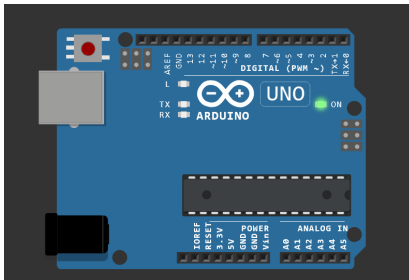 AREF
GND
13
12
~11
~10
~9
8
7
~6
~5
4
~3
2
TX→1
RX←0
DIGITAL (PWM ~)
L
TX
RX
ARDUINO
UNO
ON
IOREF
RESET
3.3V
5V
GND
GND
Vin
POWER
ANALOG IN
A0
A1
A2
A3
A4
A5